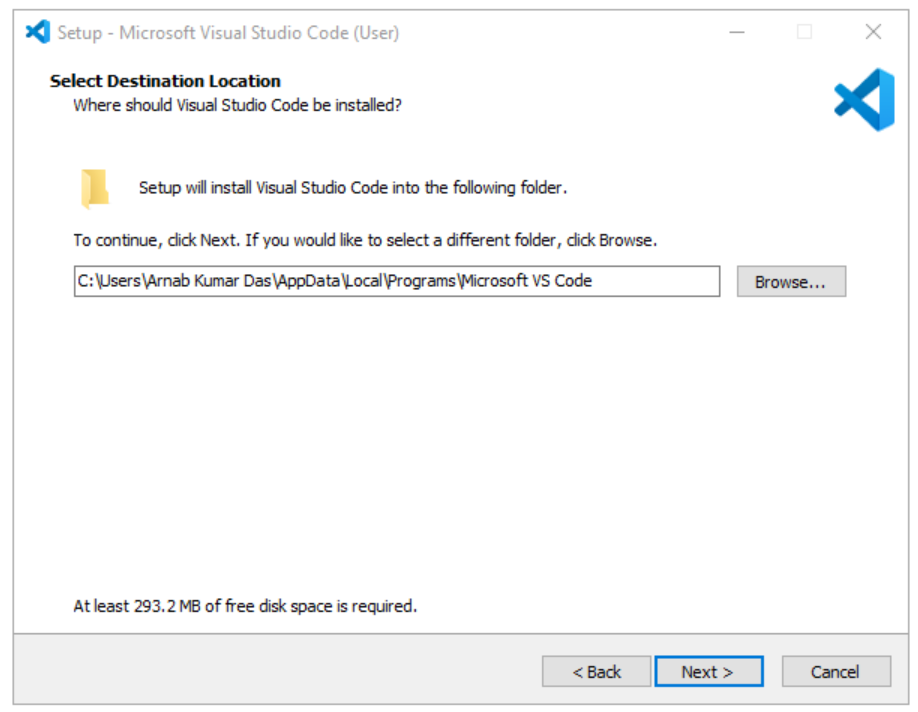 Setup - Microsoft Visual Studio Code (User)
Select Destination Location
Where should Visual Studio Code be installed?
Setup will install Visual Studio Code into the following folder.
To continue, click Next. If you would like to select a different folder, click Browse.
C:\Users\Arnab Kumar Das\AppData\Local\Programs\Microsoft VS Code
Browse...
At least 293.2 MB of free disk space is required.
< Back Next > Cancel